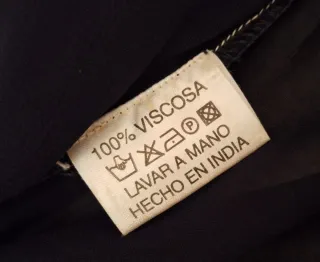 100% VISCOSA
P
LAVAR A MANO
HECHO EN INDIA